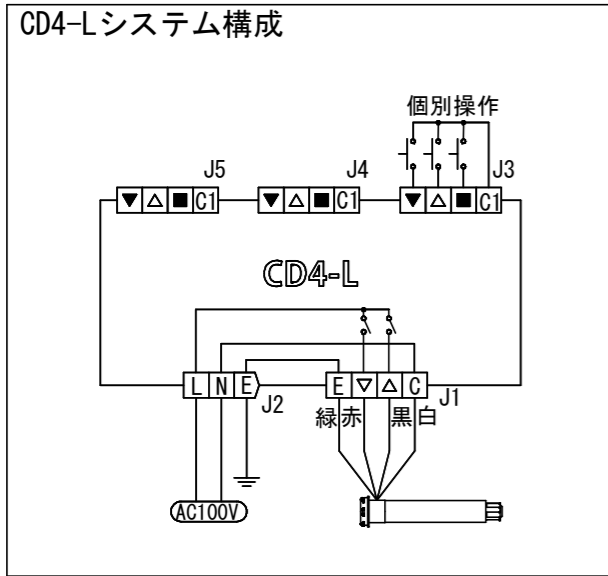 CD4-Lシステム構成
個別操作
J5 J4 J3
▼ △ ■ C1 ▼ △ ■ C1 ▼ △ ■ C1
CD4-L
L N E E ▽ △ C
J2 J1
緑 赤 黒 白
AC100V